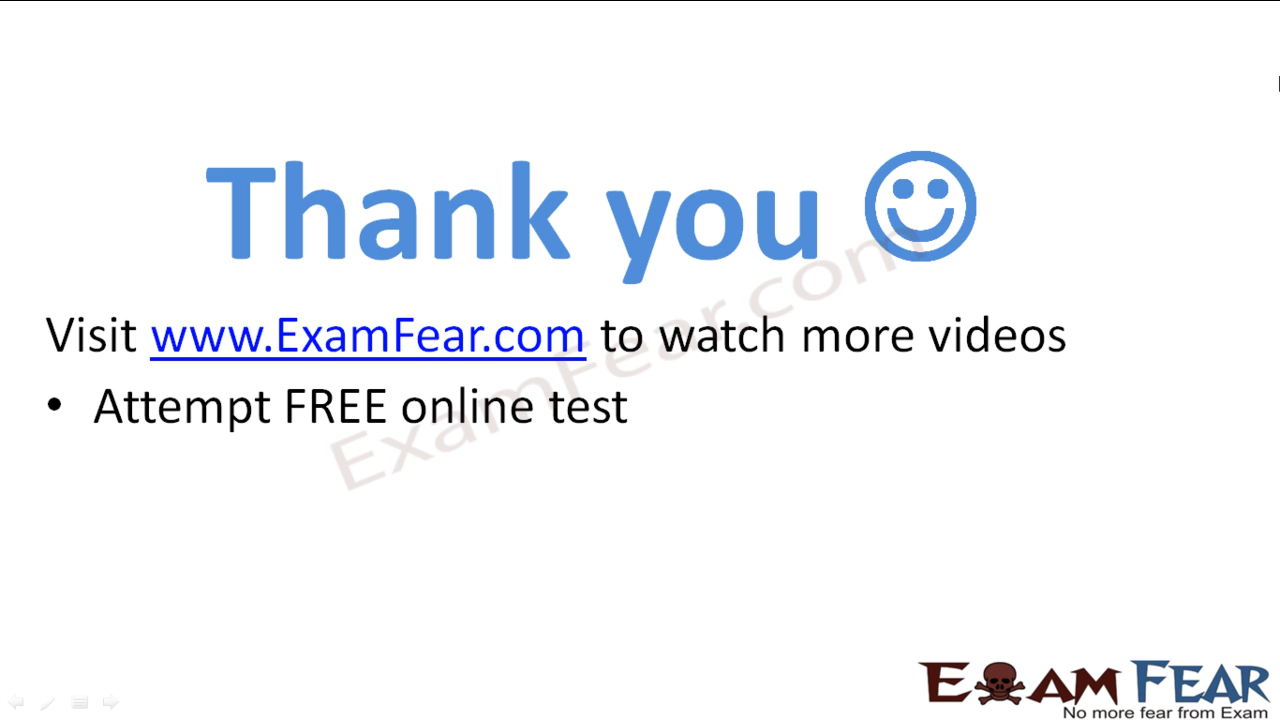 Thank you
Visit www.ExamFear.com to watch more videos
• Attempt FREE online test
ExamFear.com
EXAM FEAR
No more fear from Exam